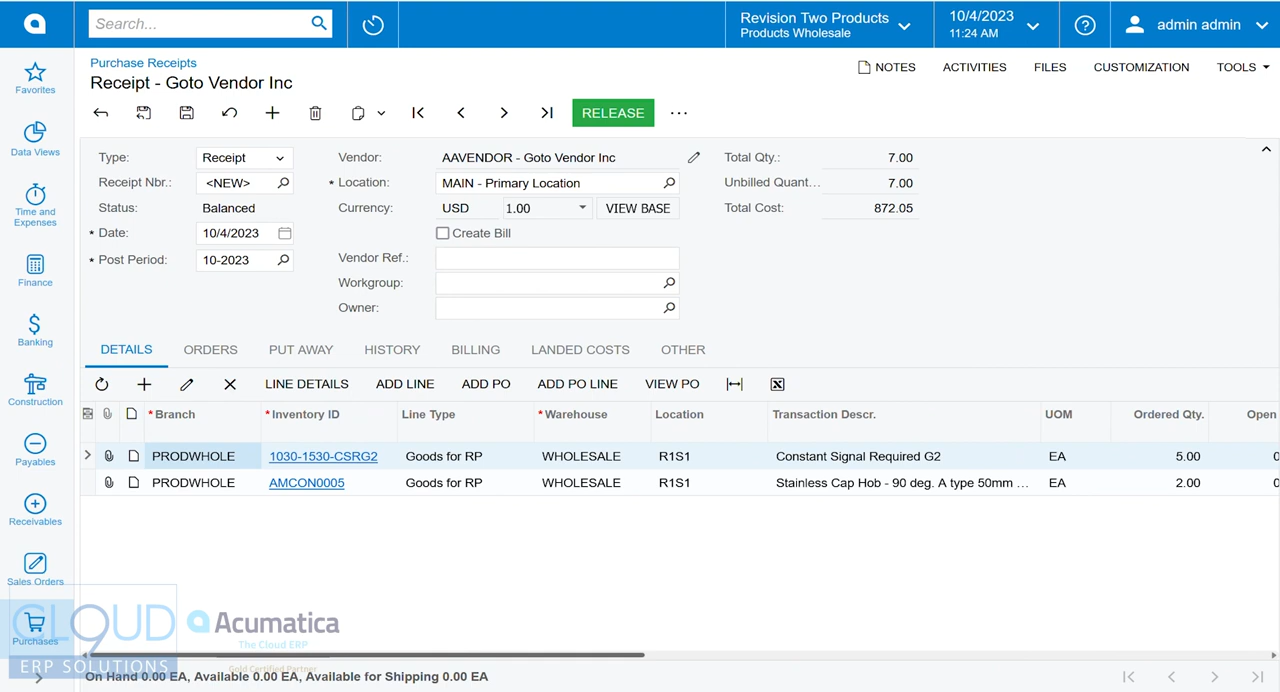 Search...
Revision Two Products
Products Wholesale
10/4/2023
11:24 AM
admin admin
Favorites
Data Views
Time and
Expenses
Finance
Banking
Construction
Payables
Receivables
Sales Orders
Purchases
Purchase Receipts
Receipt - Goto Vendor Inc
NOTES ACTIVITIES FILES CUSTOMIZATION TOOLS
RELEASE ...
Type: Receipt
Receipt Nbr.: <NEW>
Status: Balanced
* Date: 10/4/2023
* Post Period: 10-2023
Vendor: AAVENDOR - Goto Vendor Inc
* Location: MAIN - Primary Location
Currency: USD 1.00 VIEW BASE
Create Bill
Vendor Ref.:
Workgroup:
Owner:
Total Qty.: 7.00
Unbilled Quant... 7.00
Total Cost: 872.05
DETAILS ORDERS PUT AWAY HISTORY BILLING LANDED COSTS OTHER
LINE DETAILS ADD LINE ADD PO ADD PO LINE VIEW PO
* Branch * Inventory ID Line Type * Warehouse Location Transaction Descr. UOM Ordered Qty. Open
PRODWHOLE 1030-1530-CSRG2 Goods for RP WHOLESALE R1S1 Constant Signal Required G2 EA 5.00 0
PRODWHOLE AMCON0005 Goods for RP WHOLESALE R1S1 Stainless Cap Hob - 90 deg. A type 50mm ... EA 2.00 0
CLOUD 9
ERP SOLUTIONS
Acumatica
The Cloud ERP
Gold Certified Partner
On Hand 0.00 EA, Available 0.00 EA, Available for Shipping 0.00 EA